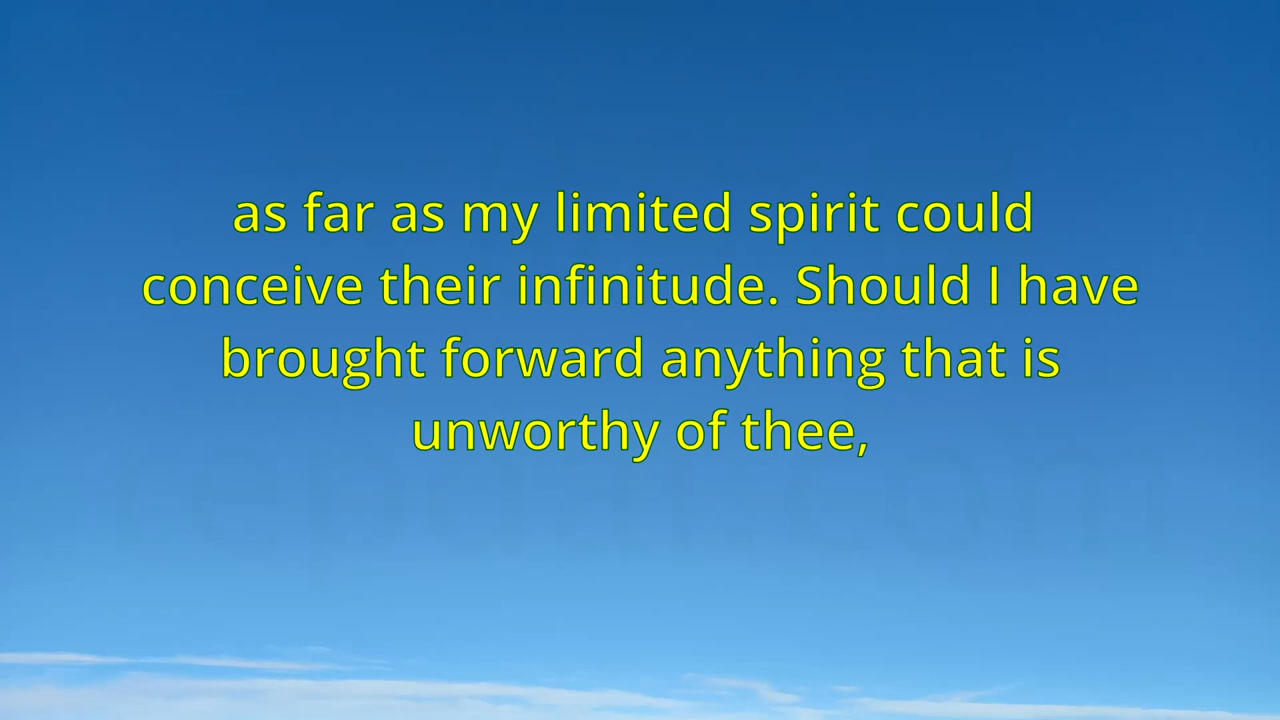 as far as my limited spirit could
conceive their infinitude. Should I have
brought forward anything that is
unworthy of thee,